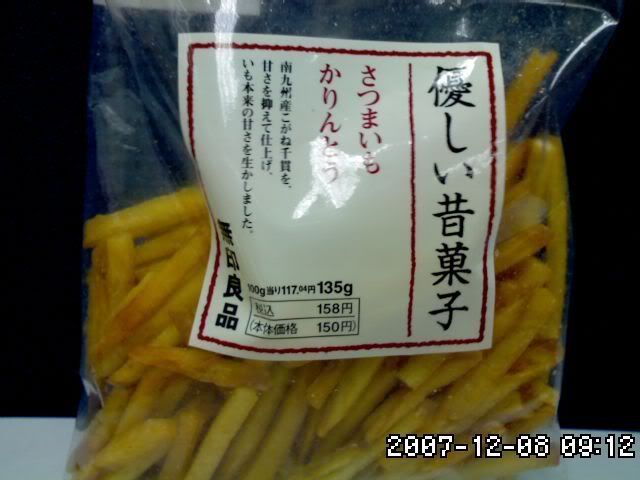 優しい昔菓子
さつまいも
かりんとう
南九州産こがね千貫を、
甘さを抑えて仕上げ、
いも本来の甘さを生かしました。
無印良品
100g当り117.04円 135g
税込 158円
(本体価格 150円)
2007-12-08 09:12